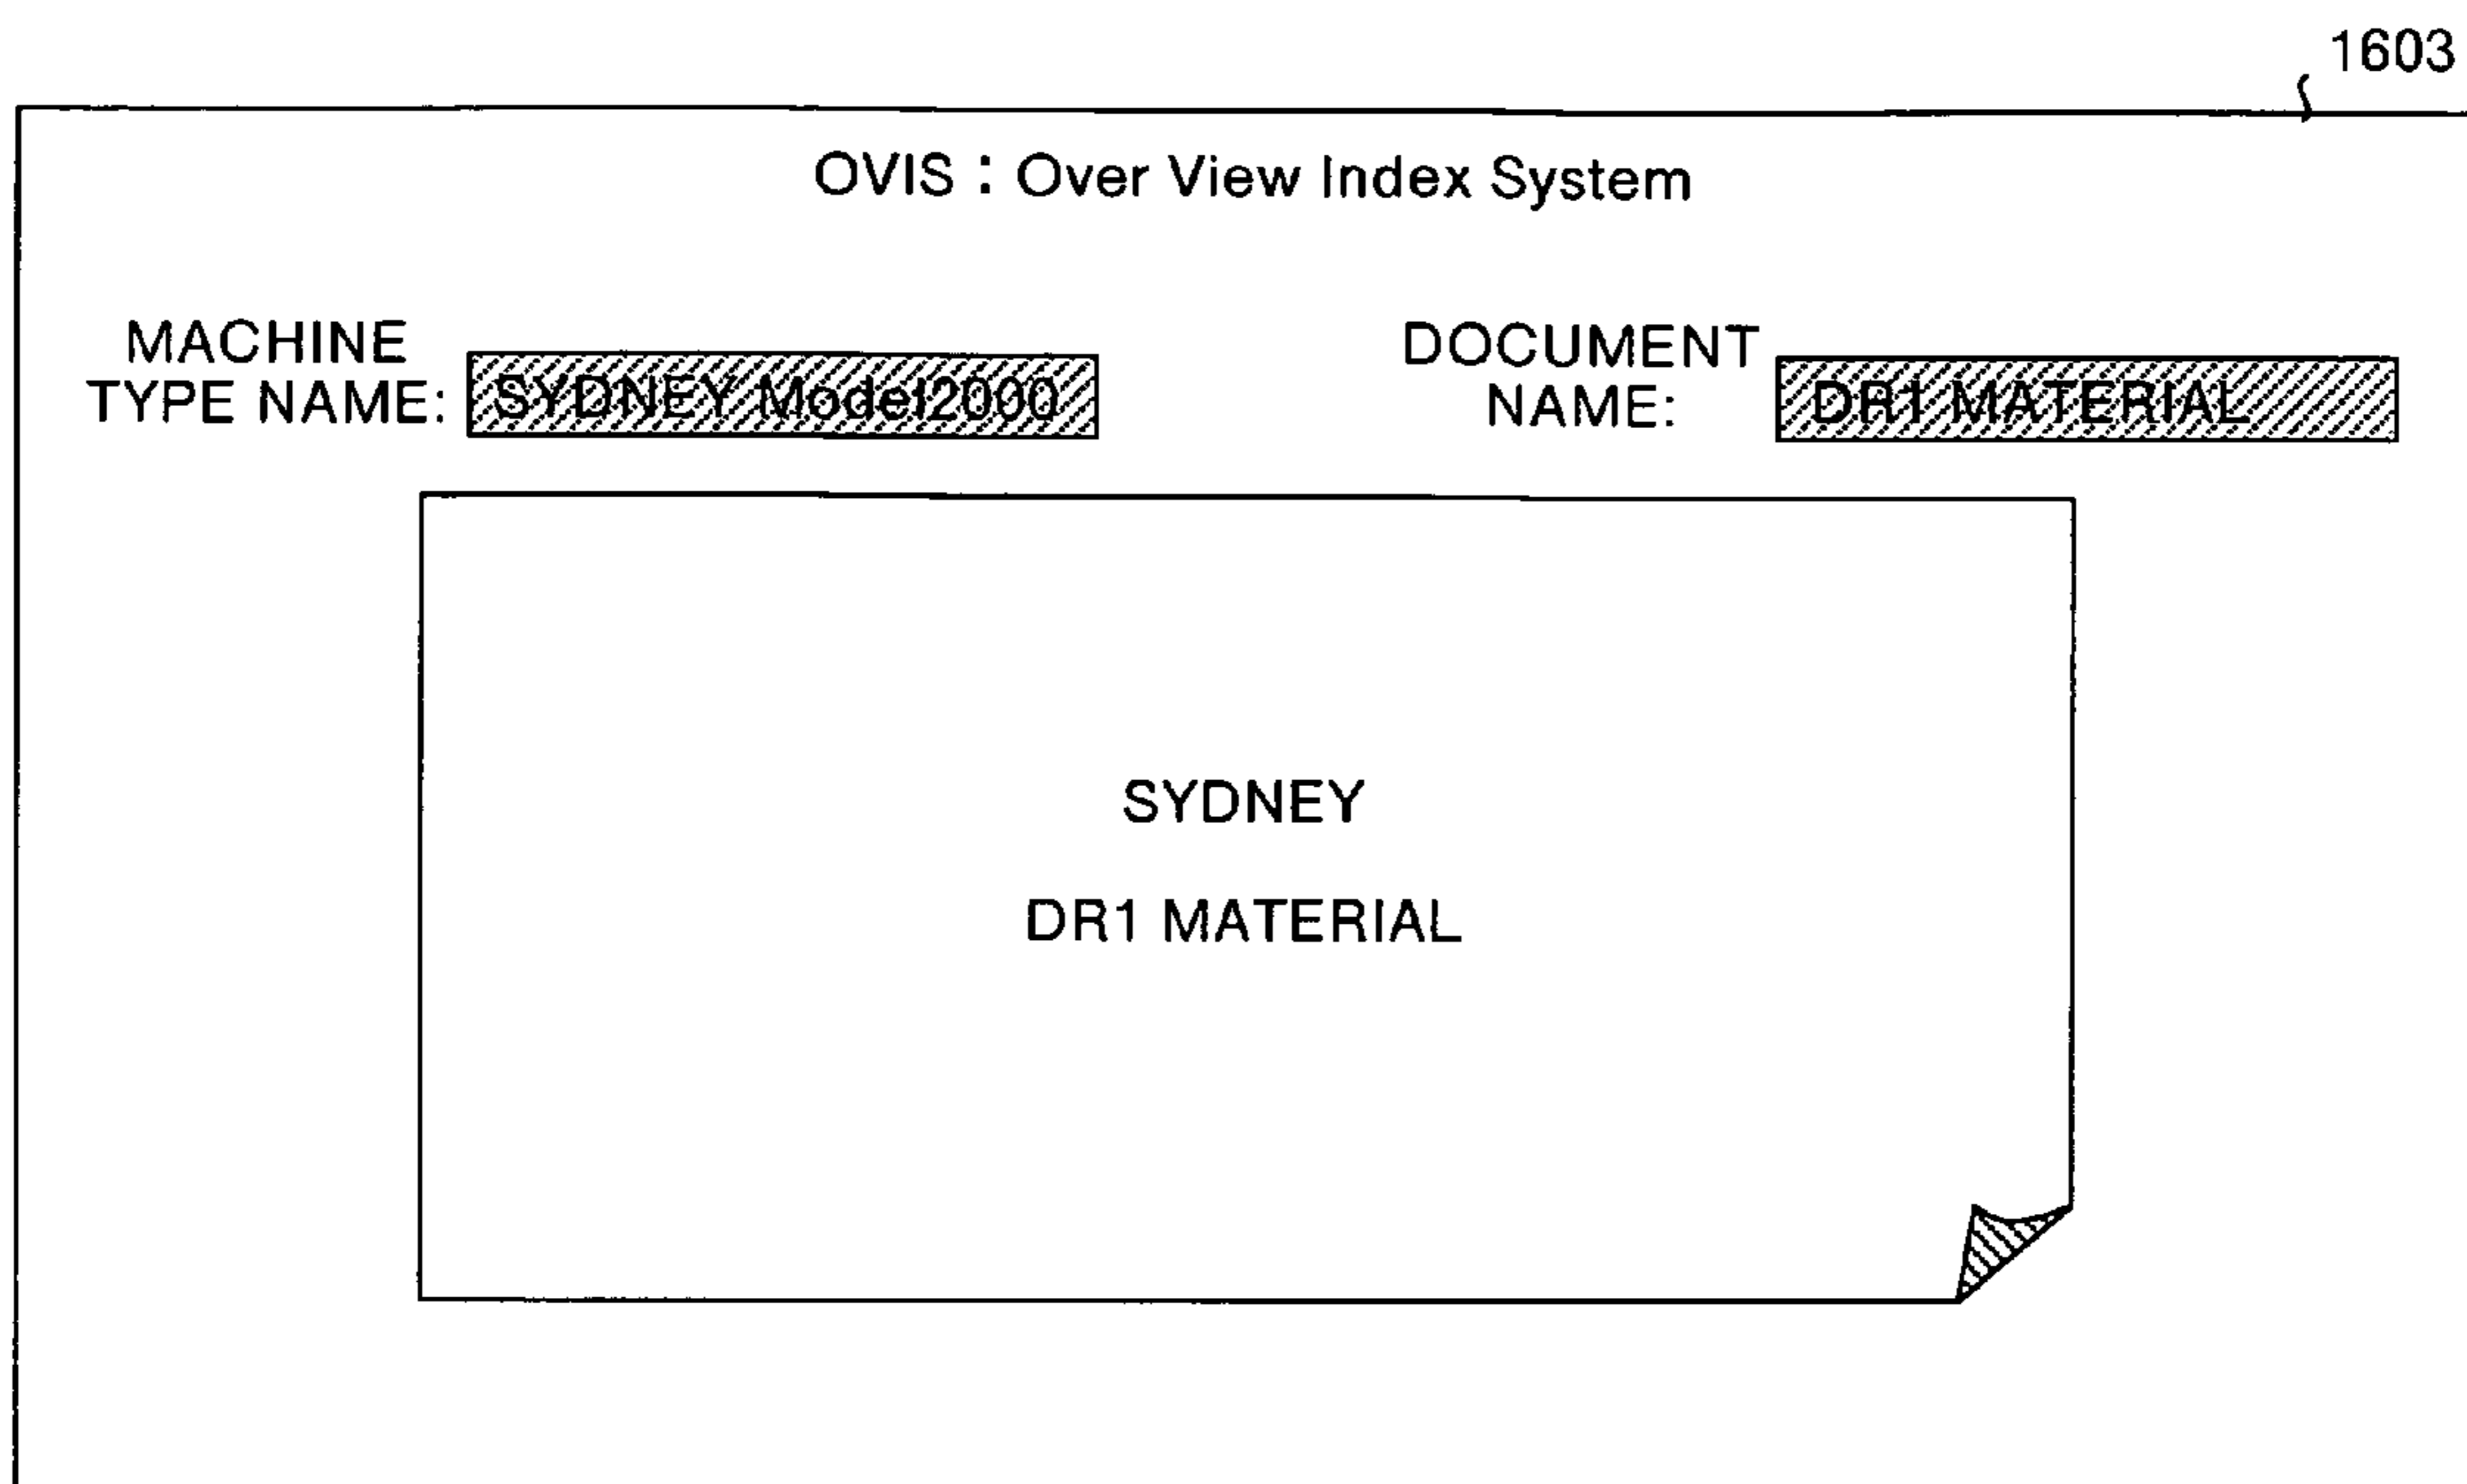 1603
OVIS : Over View Index System
MACHINE
TYPE NAME: SYDNEY Model2000
DOCUMENT
NAME: DR1 MATERIAL
SYDNEY
DR1 MATERIAL